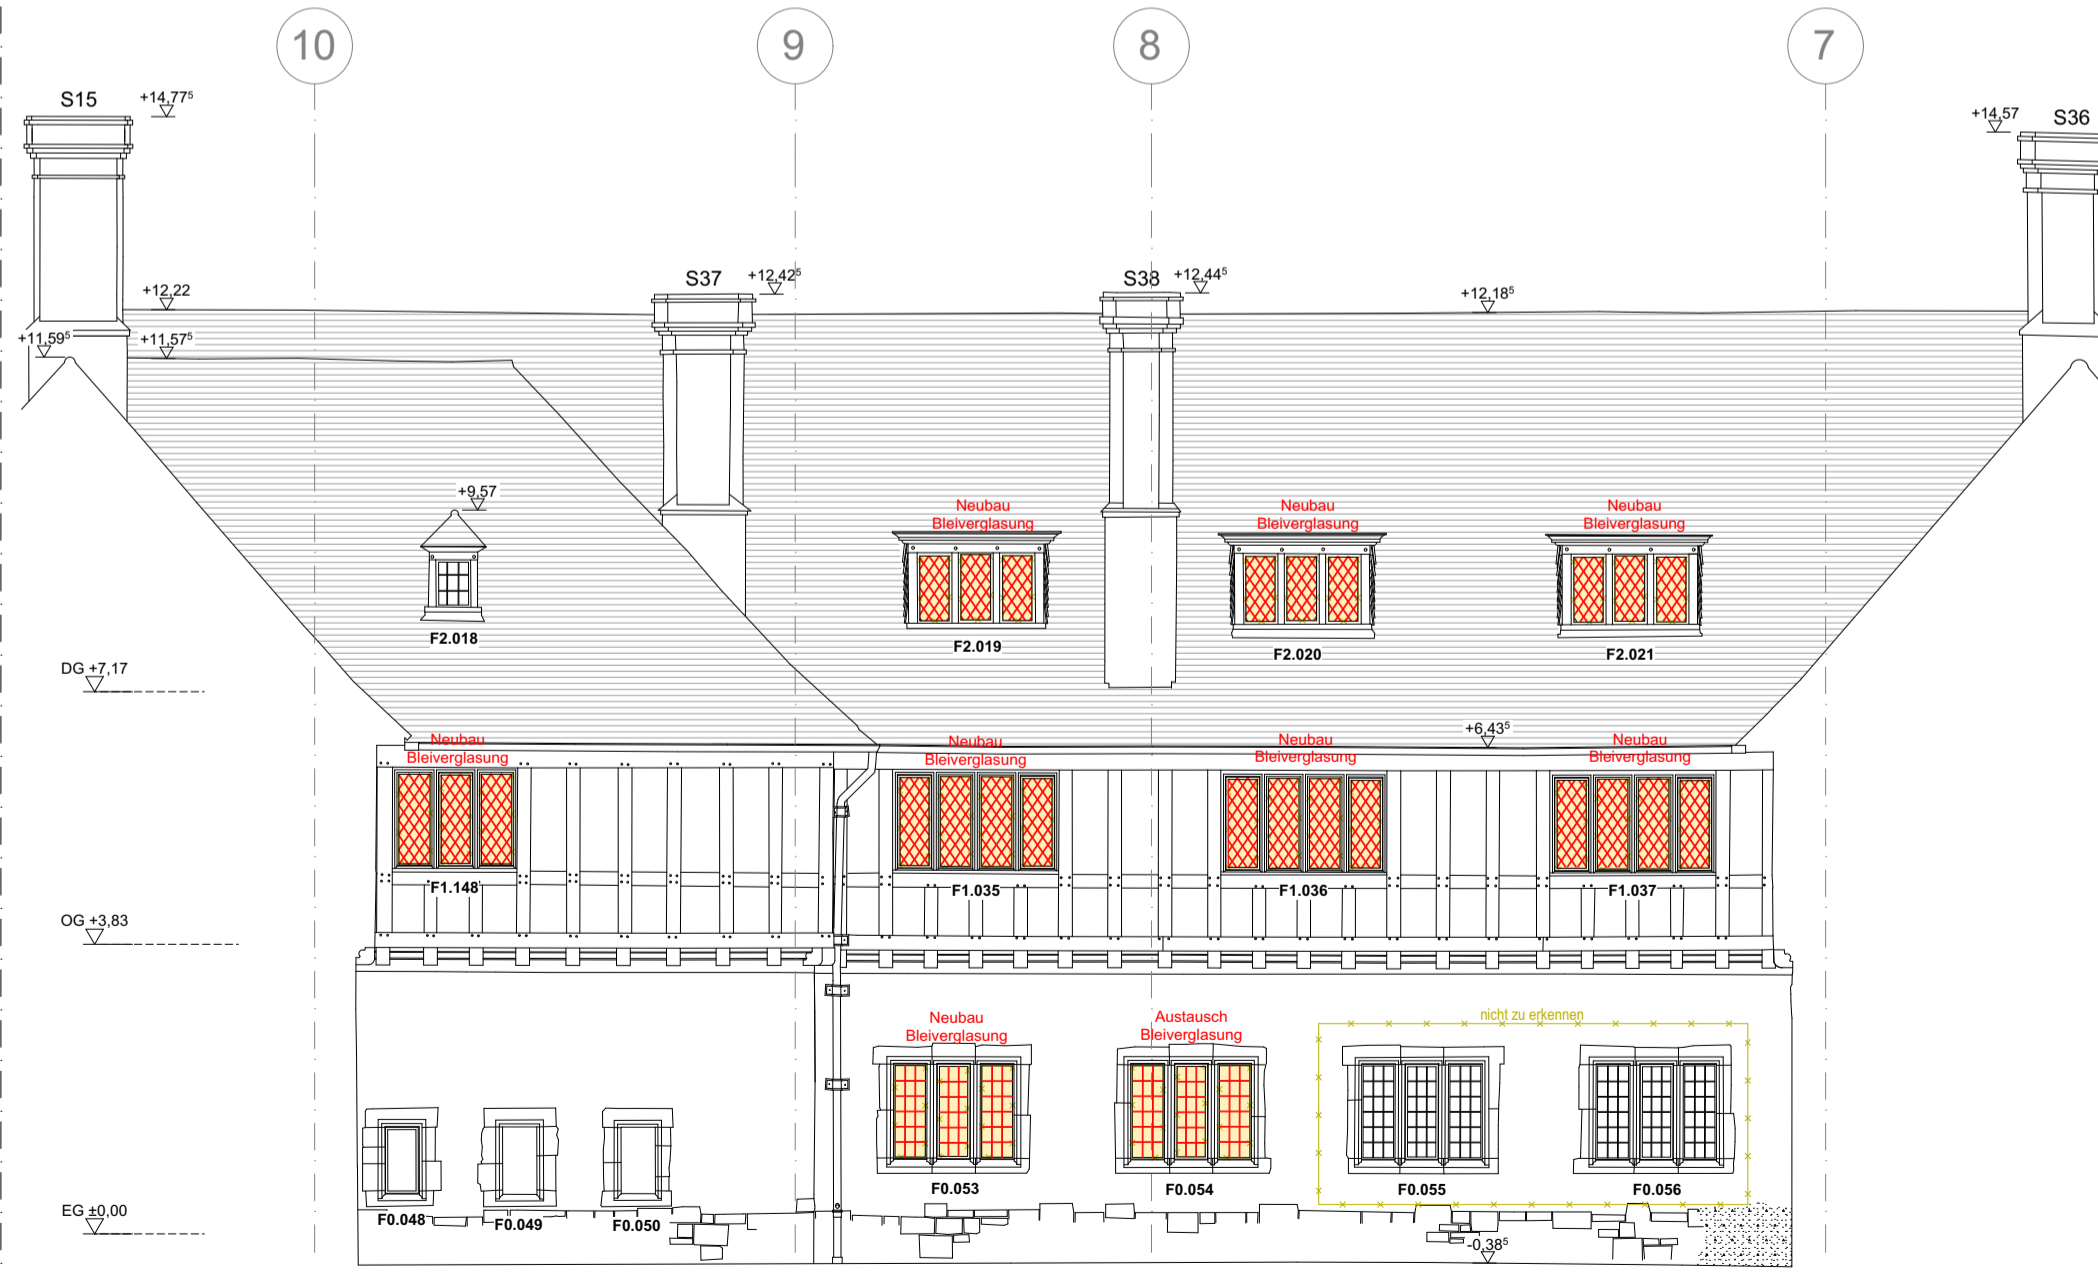 10
9
8
7
S15
+14,77⁵
+14,57
S36
S37
+12,42⁵
S38
+12,44⁵
+12,22
+12,18⁵
+11,59⁵
+11,57⁵
+9,57
Neubau
Bleiverglasung
Neubau
Bleiverglasung
Neubau
Bleiverglasung
F2.018
F2.019
F2.020
F2.021
DG +7,17
+6,43⁵
Neubau
Bleiverglasung
Neubau
Bleiverglasung
Neubau
Bleiverglasung
Neubau
Bleiverglasung
F1.148
F1.035
F1.036
F1.037
OG +3,83
Neubau
Bleiverglasung
Austausch
Bleiverglasung
nicht zu erkennen
F0.053
F0.054
F0.055
F0.056
EG ±0,00
F0.048
F0.049
F0.050
-0,38⁵